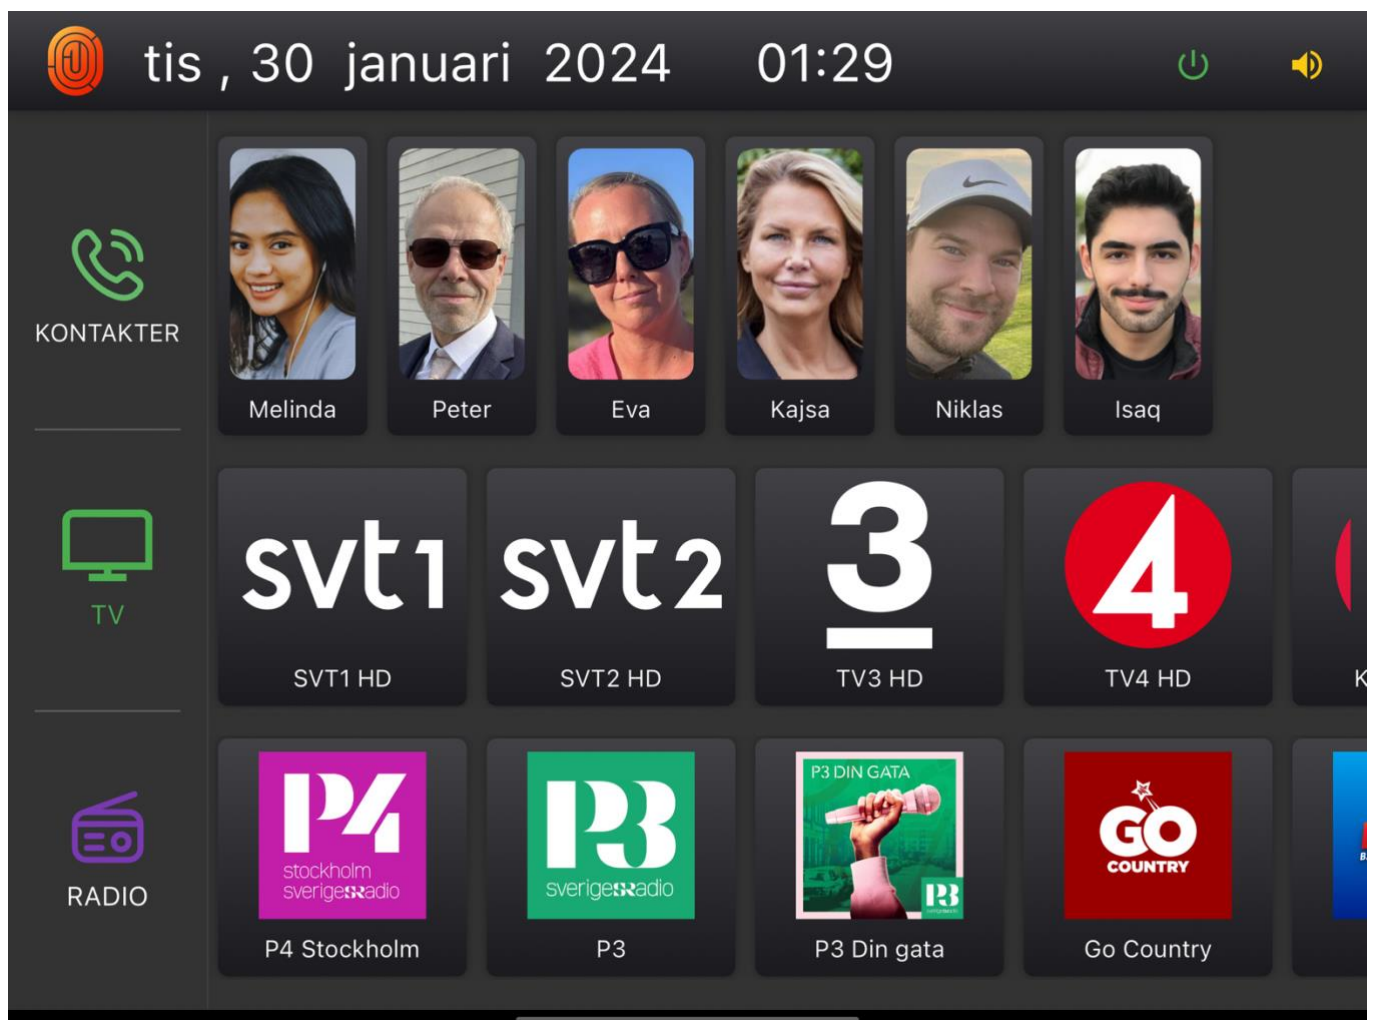 tis , 30 januari 2024 01:29
KONTAKTER
Melinda Peter Eva Kajsa Niklas Isaq
TV
svt1 svt2 3 4
SVT1 HD SVT2 HD TV3 HD TV4 HD K
RADIO
P4 stockholm sverigesradio
P3 sverigesradio
P3 DIN GATA
P3
GO COUNTRY
P4 Stockholm P3 P3 Din gata Go Country